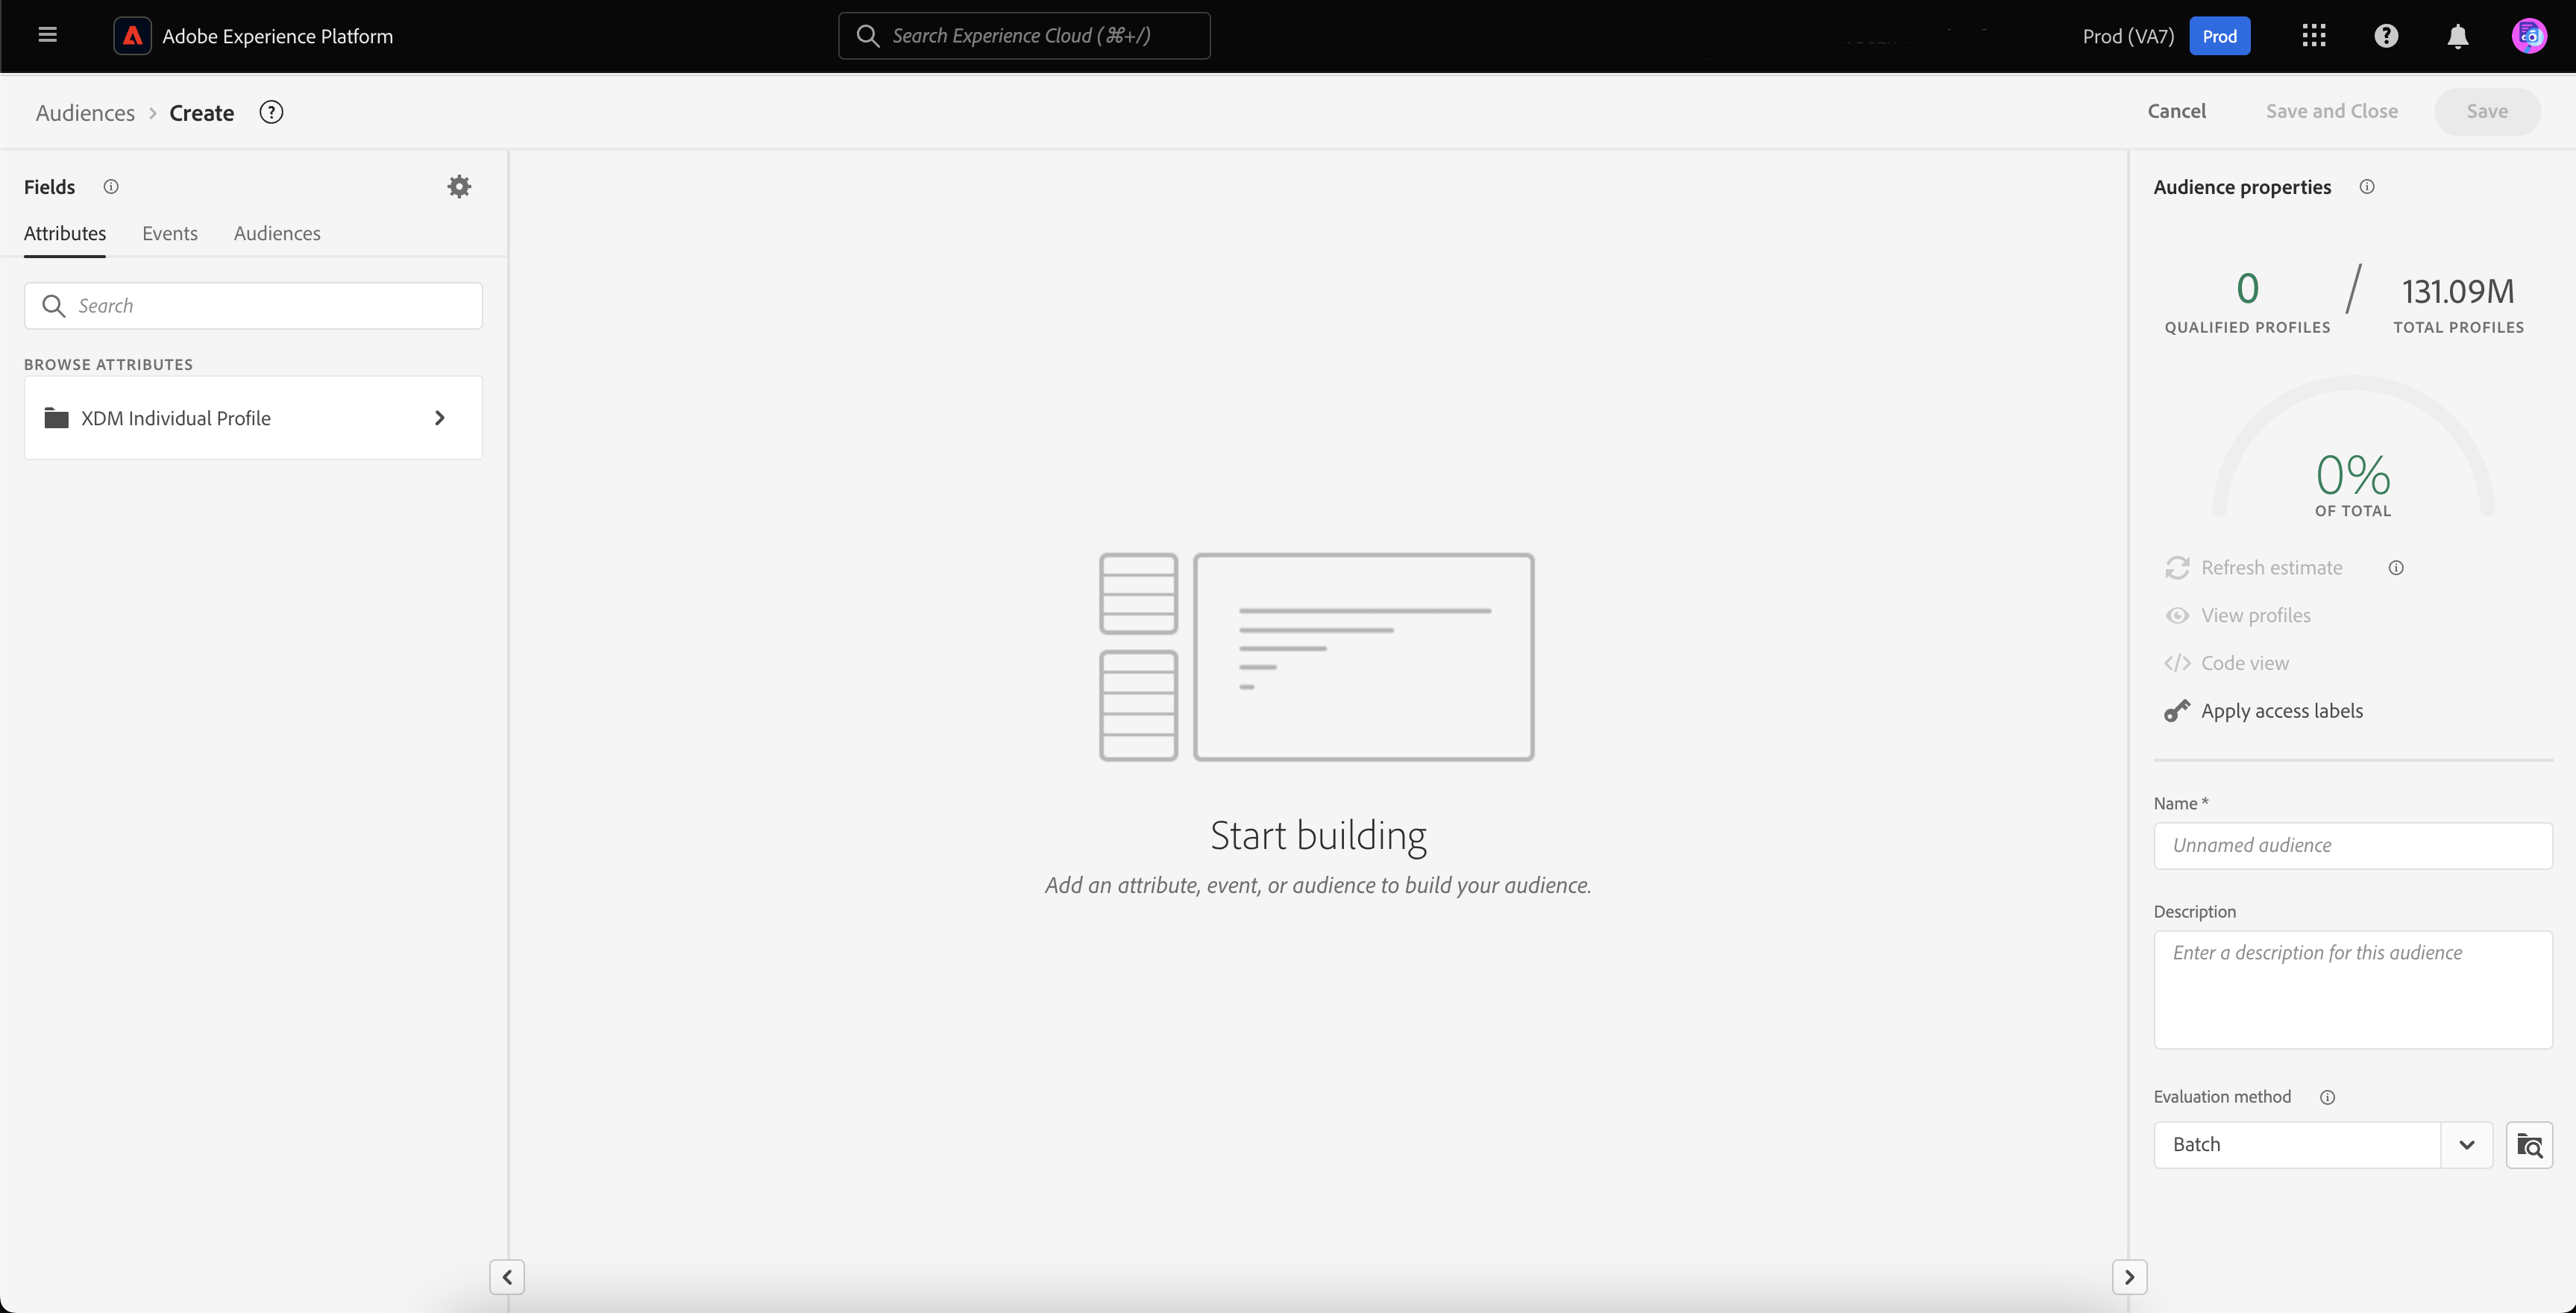 Adobe Experience Platform
Search Experience Cloud (⌘+/)
Prod (VA7)
Prod
Audiences > Create
Cancel
Save and Close
Save
Fields
Attributes
Events
Audiences
Search
BROWSE ATTRIBUTES
XDM Individual Profile
Start building
Add an attribute, event, or audience to build your audience.
Audience properties
0 / 131.09M
QUALIFIED PROFILES
TOTAL PROFILES
0%
OF TOTAL
Refresh estimate
View profiles
Code view
Apply access labels
Name *
Unnamed audience
Description
Enter a description for this audience
Evaluation method
Batch